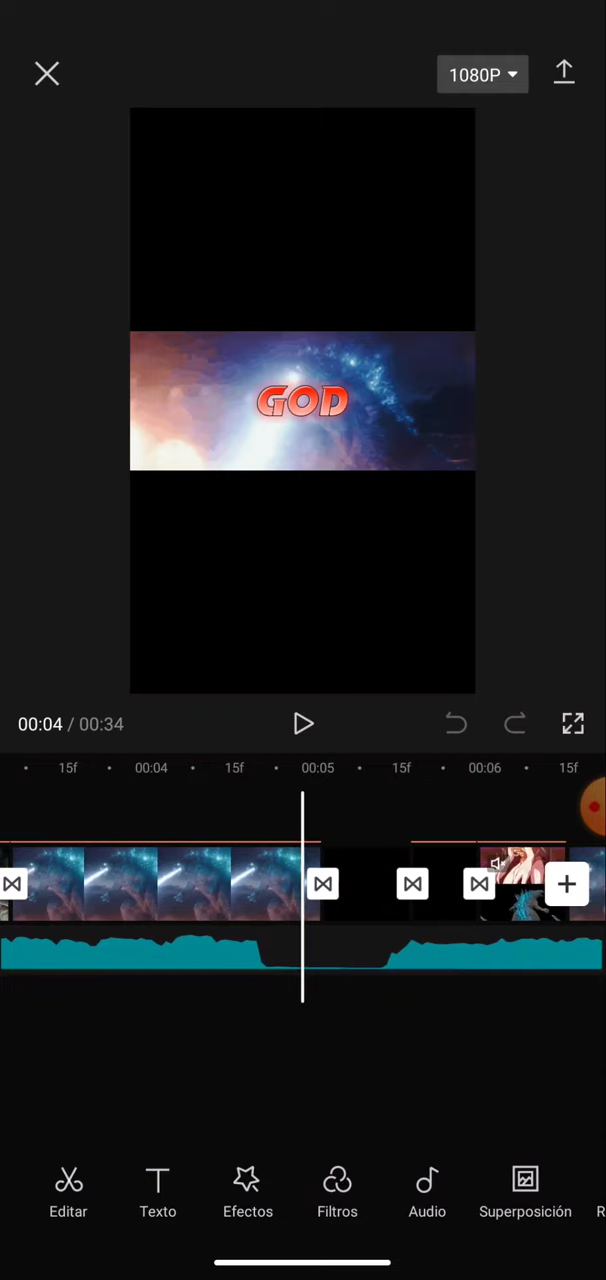 1080P
GOD
00:04 / 00:34
15f 00:04 15f 00:05 15f 00:06 15f
Editar Texto Efectos Filtros Audio Superposición R